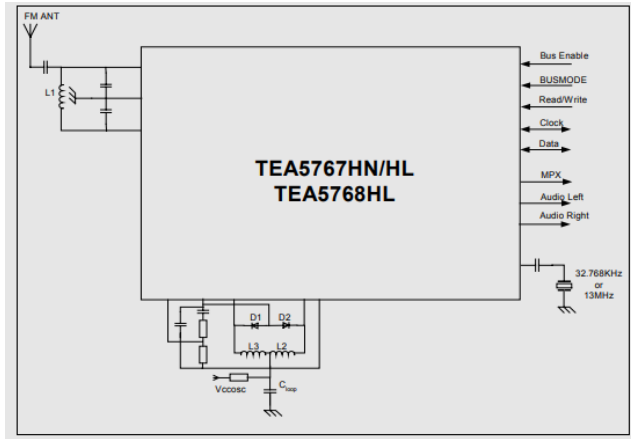 FM ANT
L1
TEA5767HN/HL
TEA5768HL
Bus Enable
BUSMODE
Read/Write
Clock
Data
MPX
Audio Left
Audio Right
32.768KHz
or
13MHz
D1
D2
L3
L2
Vccosc
Cloop